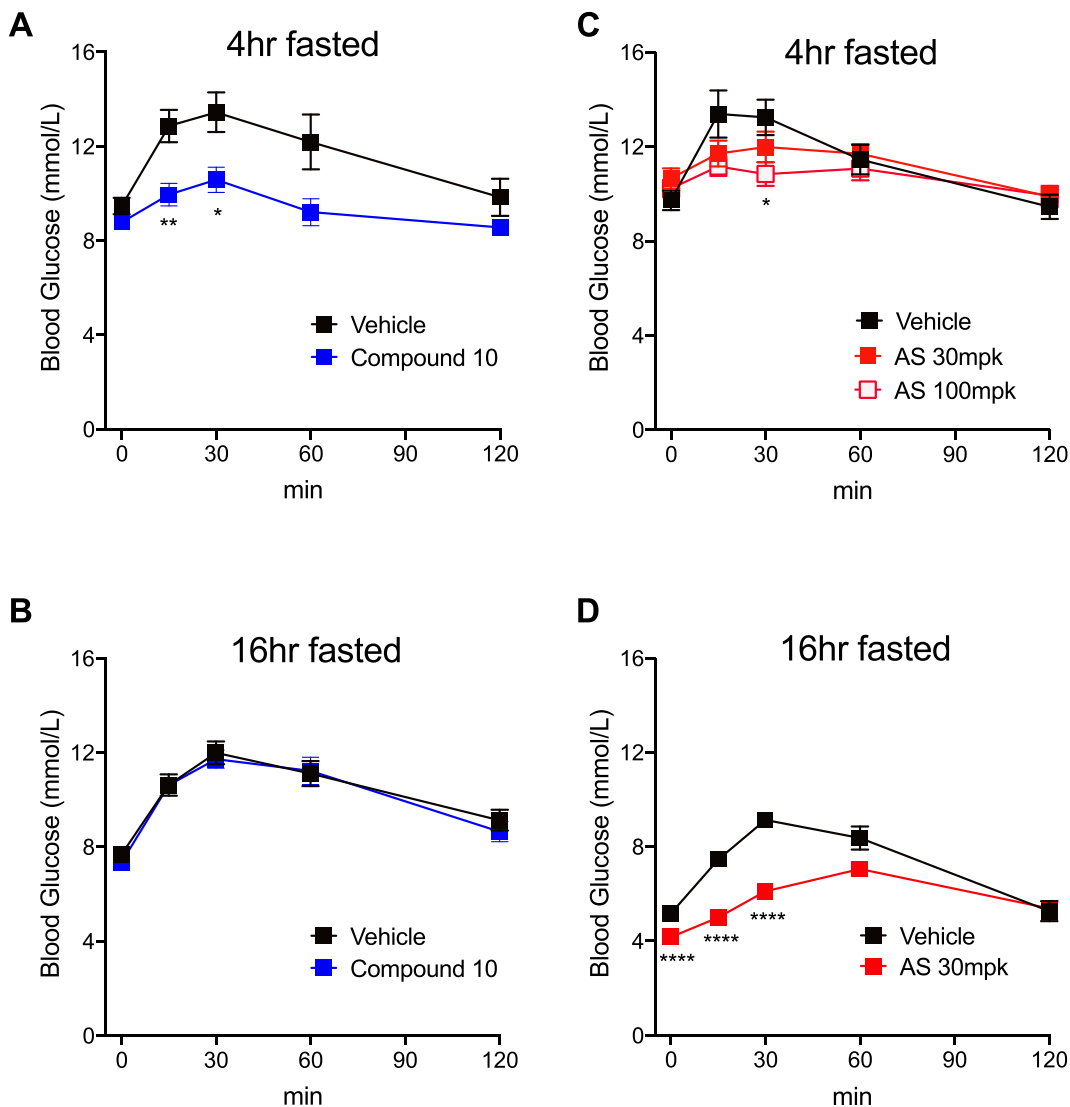 A
4hr fasted
Blood Glucose (mmol/L)
16
12
8
4
0
**
*
Vehicle
Compound 10
0
30
60
90
120
min
C
4hr fasted
Blood Glucose (mmol/L)
16
12
8
4
0
*
Vehicle
AS 30mpk
AS 100mpk
0
30
60
90
120
min
B
16hr fasted
Blood Glucose (mmol/L)
16
12
8
4
0
Vehicle
Compound 10
0
30
60
90
120
min
D
16hr fasted
Blood Glucose (mmol/L)
16
12
8
4
0
****
****
****
Vehicle
AS 30mpk
0
30
60
90
120
min